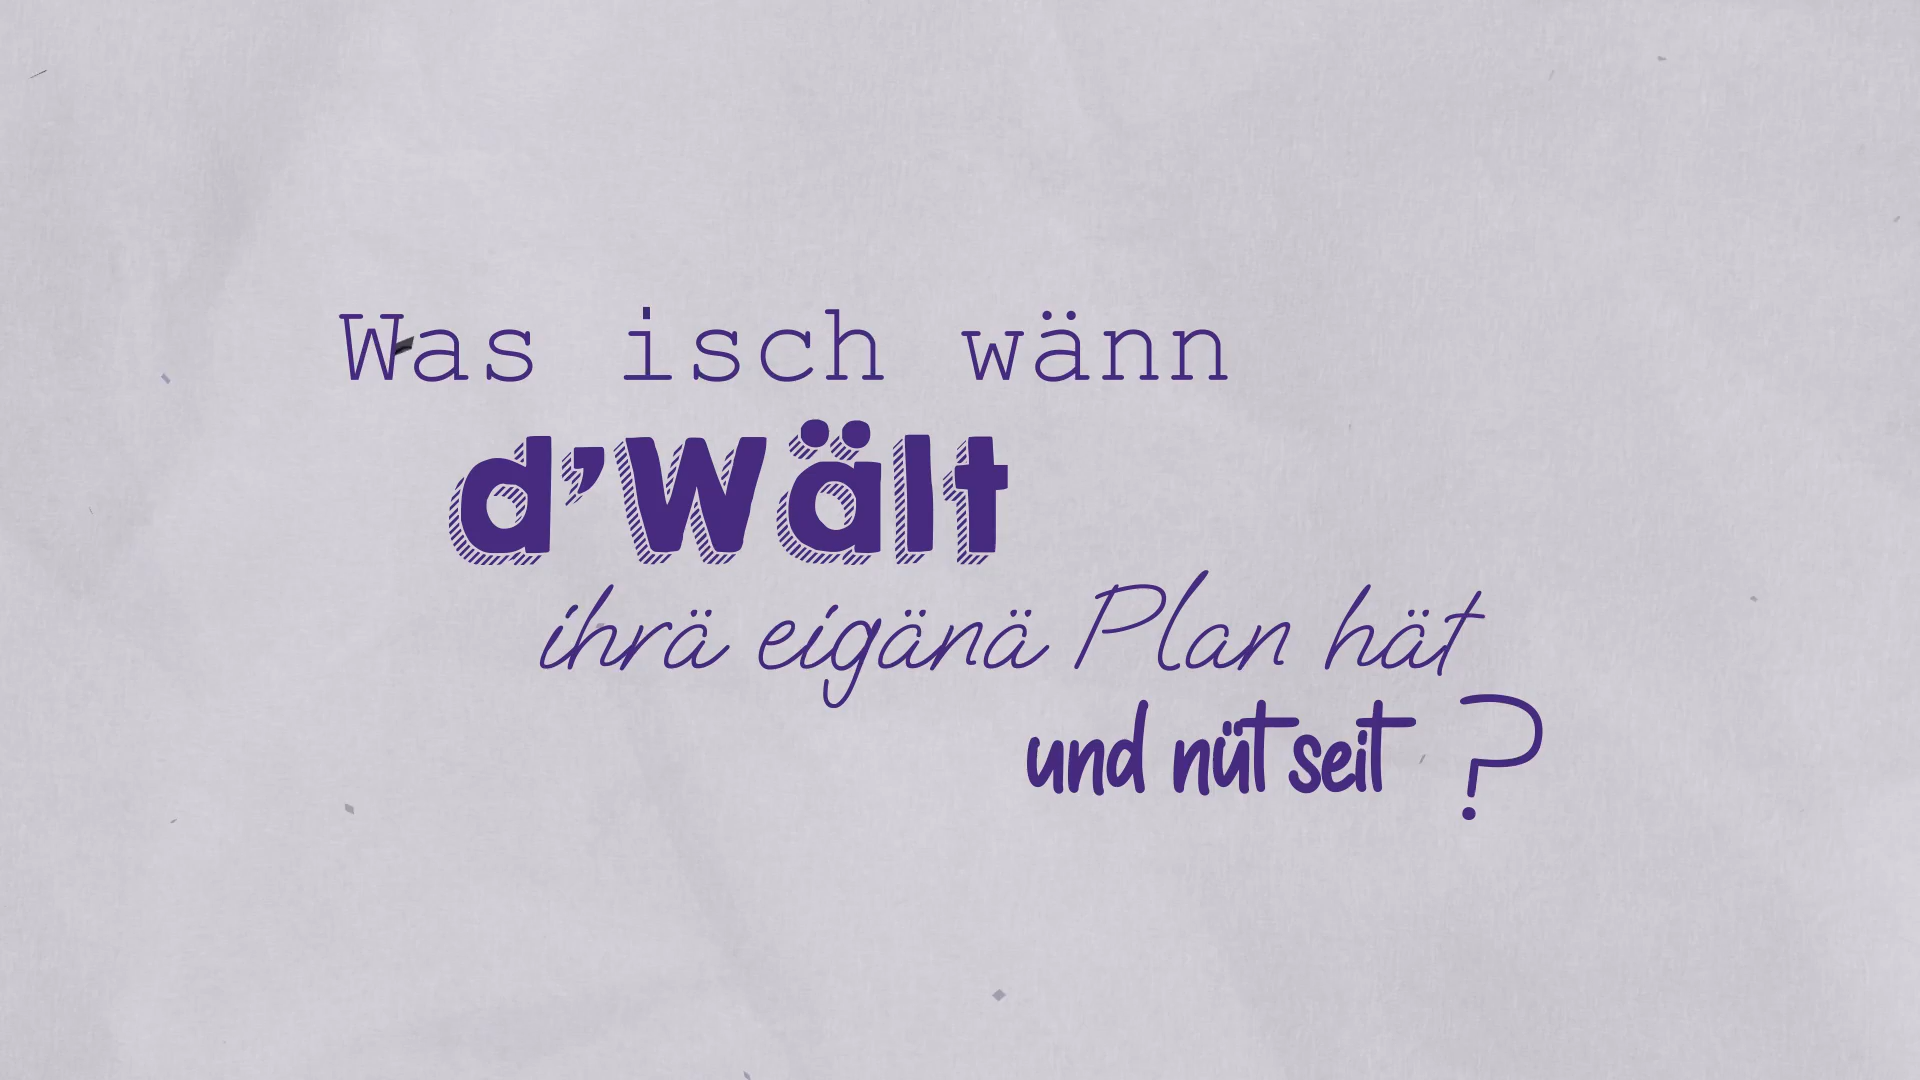 Was isch wänn
d’Wält
ihrä eigänä Plan hät
und nüt seit ?